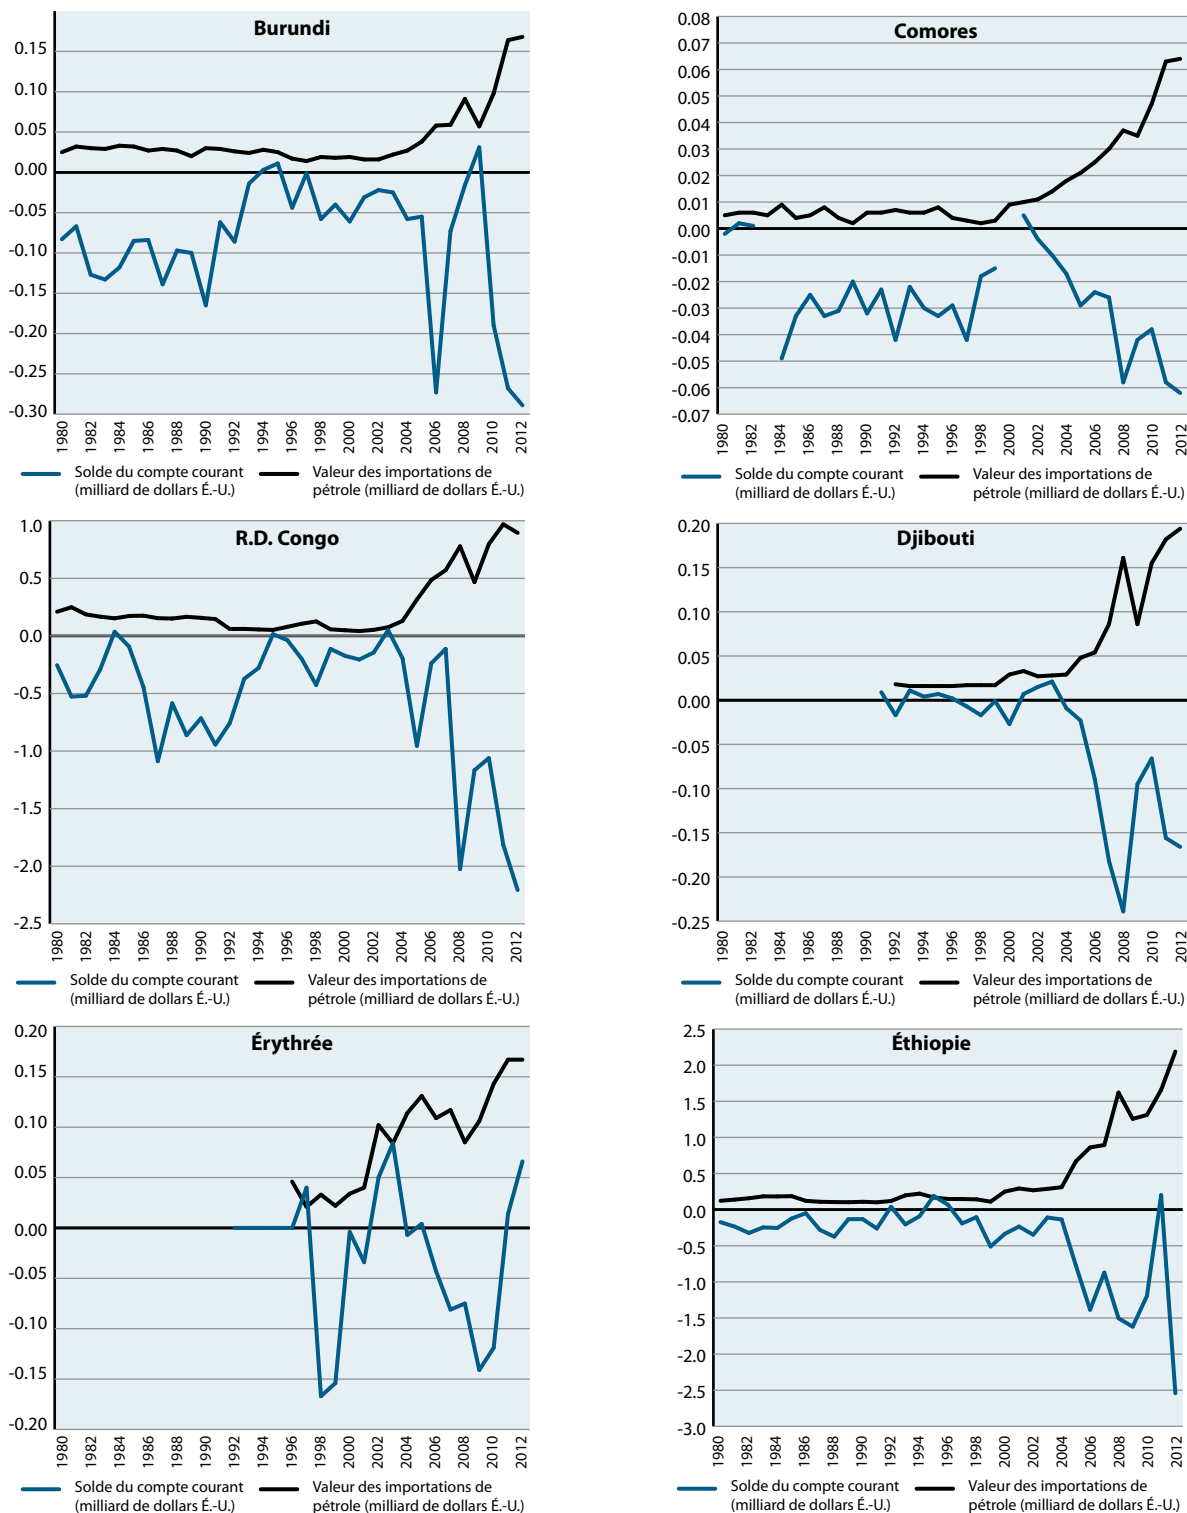 Burundi
0.15
0.10
0.05
0.00
-0.05
-0.10
-0.15
-0.20
-0.25
-0.30
1980 1982 1984 1986 1988 1990 1992 1994 1996 1998 2000 2002 2004 2006 2008 2010 2012
Solde du compte courant
(milliard de dollars É.-U.)
Valeur des importations de
pétrole (milliard de dollars É.-U.)
Comores
0.08
0.07
0.06
0.05
0.04
0.03
0.02
0.01
0.00
-0.01
-0.02
-0.03
-0.04
-0.05
-0.06
-0.07
1980 1982 1984 1986 1988 1990 1992 1994 1996 1998 2000 2002 2004 2006 2008 2010 2012
Solde du compte courant
(milliard de dollars É.-U.)
Valeur des importations de
pétrole (milliard de dollars É.-U.)
R.D. Congo
1.0
0.5
0.0
-0.5
-1.0
-1.5
-2.0
-2.5
1980 1982 1984 1986 1988 1990 1992 1994 1996 1998 2000 2002 2004 2006 2008 2010 2012
Solde du compte courant
(milliard de dollars É.-U.)
Valeur des importations de
pétrole (milliard de dollars É.-U.)
Djibouti
0.20
0.15
0.10
0.05
0.00
-0.05
-0.10
-0.15
-0.20
-0.25
1980 1982 1984 1986 1988 1990 1992 1994 1996 1998 2000 2002 2004 2006 2008 2010 2012
Solde du compte courant
(milliard de dollars É.-U.)
Valeur des importations de
pétrole (milliard de dollars É.-U.)
Érythrée
0.20
0.15
0.10
0.05
0.00
-0.05
-0.10
-0.15
-0.20
1980 1982 1984 1986 1988 1990 1992 1994 1996 1998 2000 2002 2004 2006 2008 2010 2012
Solde du compte courant
(milliard de dollars É.-U.)
Valeur des importations de
pétrole (milliard de dollars É.-U.)
Éthiopie
2.5
2.0
1.5
1.0
0.5
0.0
-0.5
-1.0
-1.5
-2.0
-2.5
-3.0
1980 1982 1984 1986 1988 1990 1992 1994 1996 1998 2000 2002 2004 2006 2008 2010 2012
Solde du compte courant
(milliard de dollars É.-U.)
Valeur des importations de
pétrole (milliard de dollars É.-U.)